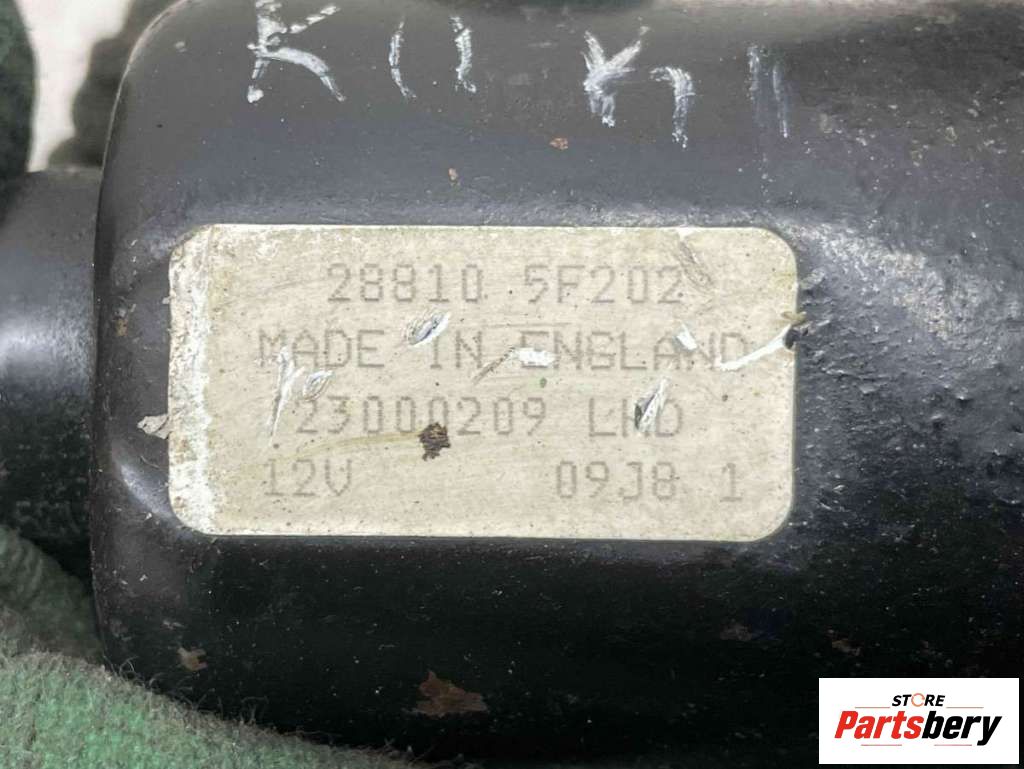 28810 5F202
MADE IN ENGLAND
23000209 LHD
12V 09J8 1
STORE
Partsbery